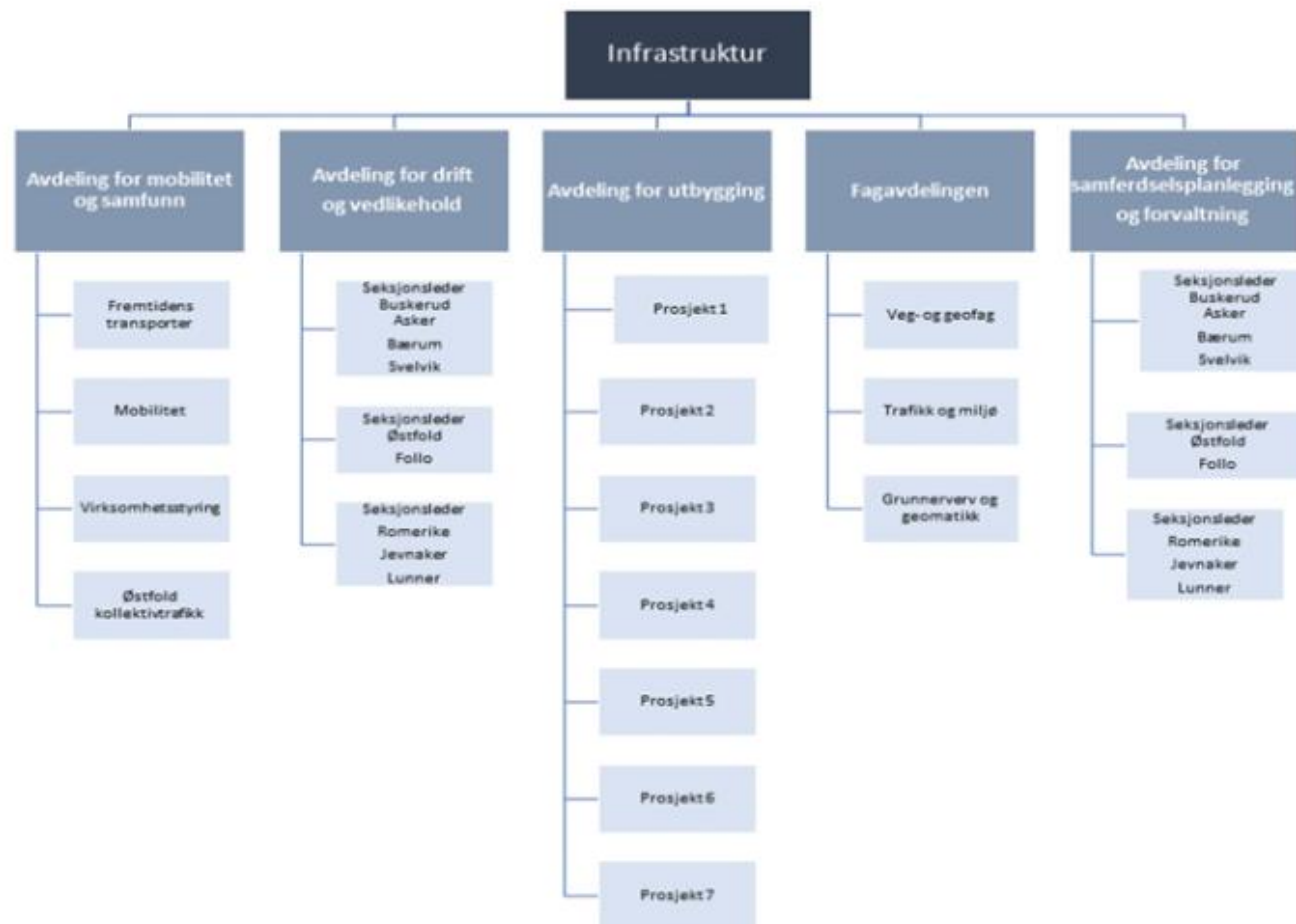 Infrastruktur
Avdeling for mobilitet
og samfunn
Fremtidens
transporter
Mobilitet
Virksomhetsstyring
Østfold
kollektivtrafikk
Avdeling for drift
og vedlikehold
Seksjonsleder
Buskerud
Asker
Bærum
Svelvik
Seksjonsleder
Østfold
Follo
Seksjonsleder
Romerike
Jevnaker
Lunner
Avdeling for utbygging
Prosjekt 1
Prosjekt 2
Prosjekt 3
Prosjekt 4
Prosjekt 5
Prosjekt 6
Prosjekt 7
Fagavdelingen
Veg- og geofag
Trafikk og miljø
Grunnerverv og
geomatikk
Avdeling for
samferdselsplanlegging
og forvaltning
Seksjonsleder
Buskerud
Asker
Bærum
Svelvik
Seksjonsleder
Østfold
Follo
Seksjonsleder
Romerike
Jevnaker
Lunner